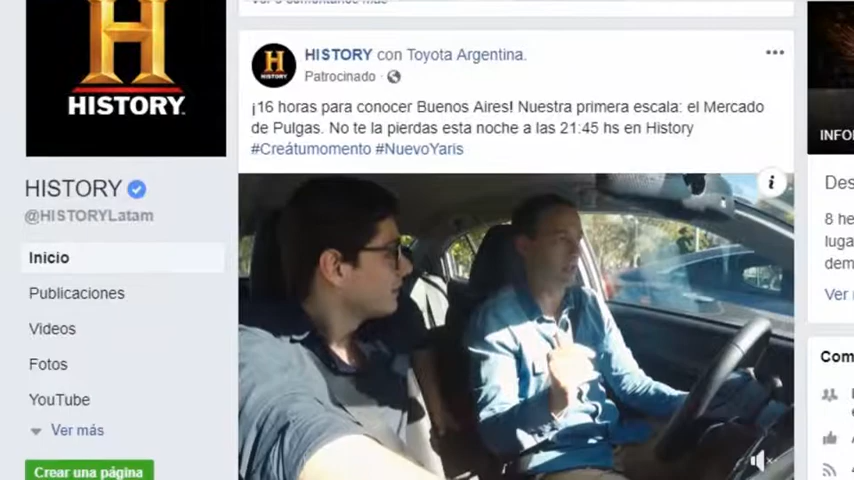 HISTORY
HISTORY
@HISTORYLatam
Inicio
Publicaciones
Videos
Fotos
YouTube
Ver más
Crear una página
HISTORY con Toyota Argentina.
Patrocinado ·
HISTORY
¡16 horas para conocer Buenos Aires! Nuestra primera escala: el Mercado
de Pulgas. No te la pierdas esta noche a las 21:45 hs en History
#Creátumomento #NuevoYaris
i
INFO
Des
8 he
luga
dem
Ver
Com